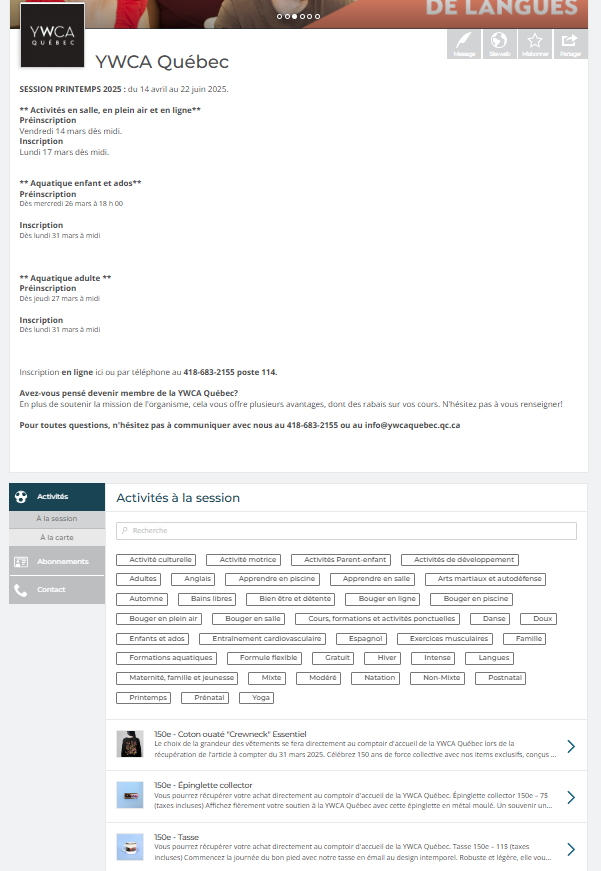 DE LANGUES
YWCA
QUÉBEC
YWCA Québec
Message
Siteweb
M'abonner
Partager
SESSION PRINTEMPS 2025 : du 14 avril au 22 juin 2025.
** Activités en salle, en plein air et en ligne**
Préinscription
Vendredi 14 mars dès midi.
Inscription
Lundi 17 mars dès midi.
** Aquatique enfant et ados**
Préinscription
Dès mercredi 26 mars à 18 h 00
Inscription
Dès lundi 31 mars à midi
** Aquatique adulte **
Préinscription
Dès jeudi 27 mars à midi
Inscription
Dès lundi 31 mars à midi
Inscription en ligne ici ou par téléphone au 418-683-2155 poste 114.
Avez-vous pensé devenir membre de la YWCA Québec?
En plus de soutenir la mission de l'organisme, cela vous offre plusieurs avantages, dont des rabais sur vos cours. N'hésitez pas à vous renseigner!
Pour toutes questions, n'hésitez pas à communiquer avec nous au 418-683-2155 ou au info@ywcaquebec.qc.ca
Activités
À la session
À la carte
Abonnements
Contact
Activités à la session
Recherche
Activité culturelle Activité motrice Activités Parent-enfant Activités de développement
Adultes Anglais Apprendre en piscine Apprendre en salle Arts martiaux et autodéfense
Automne Bains libres Bien être et détente Bouger en ligne Bouger en piscine
Bouger en plein air Bouger en salle Cours, formations et activités ponctuelles Danse Doux
Enfants et ados Entraînement cardiovasculaire Espagnol Exercices musculaires Famille
Formations aquatiques Formule flexible Gratuit Hiver Intense Langues
Maternité, famille et jeunesse Mixte Modéré Natation Non-Mixte Postnatal
Printemps Prénatal Yoga
150e - Coton ouaté "Crewneck" Essentiel
Le choix de la grandeur des vêtements se fera directement au comptoir d'accueil de la YWCA Québec lors de la
récupération de l'article à compter du 31 mars 2025. Célébrez 150 ans de force collective avec nos items exclusifs, conçus ...
150e - Épinglette collector
Vous pourrez récupérer votre achat directement au comptoir d'accueil de la YWCA Québec. Épinglette collector 150e – 7$
(taxes incluses) Affichez fièrement votre soutien à la YWCA Québec avec cette épinglette en métal moulé. Un souvenir un...
150e - Tasse
Vous pourrez récupérer votre achat directement au comptoir d'accueil de la YWCA Québec. Tasse 150e – 11$ (taxes
incluses) Commencez la journée du bon pied avec notre tasse en émail au design intemporel. Robuste et légère, elle vou...